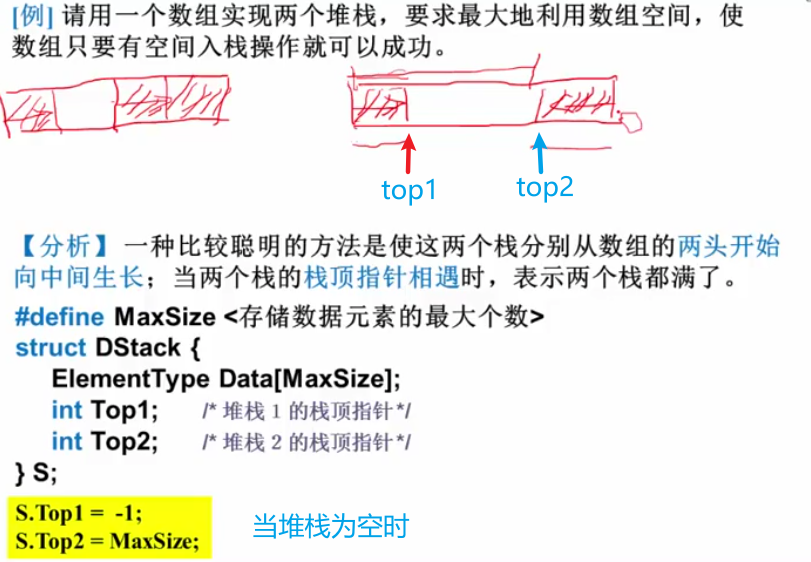 [例] 请用一个数组实现两个堆栈，要求最大地利用数组空间，使
数组只要有空间入栈操作就可以成功。
top1
top2
【分析】 一种比较聪明的方法是使这两个栈分别从数组的两头开始
向中间生长；当两个栈的栈顶指针相遇时，表示两个栈都满了。
#define MaxSize <存储数据元素的最大个数>
struct DStack {
ElementType Data[MaxSize];
int Top1; /* 堆栈 1 的栈顶指针 */
int Top2; /* 堆栈 2 的栈顶指针 */
} S;
S.Top1 = -1;
S.Top2 = MaxSize;
当堆栈为空时